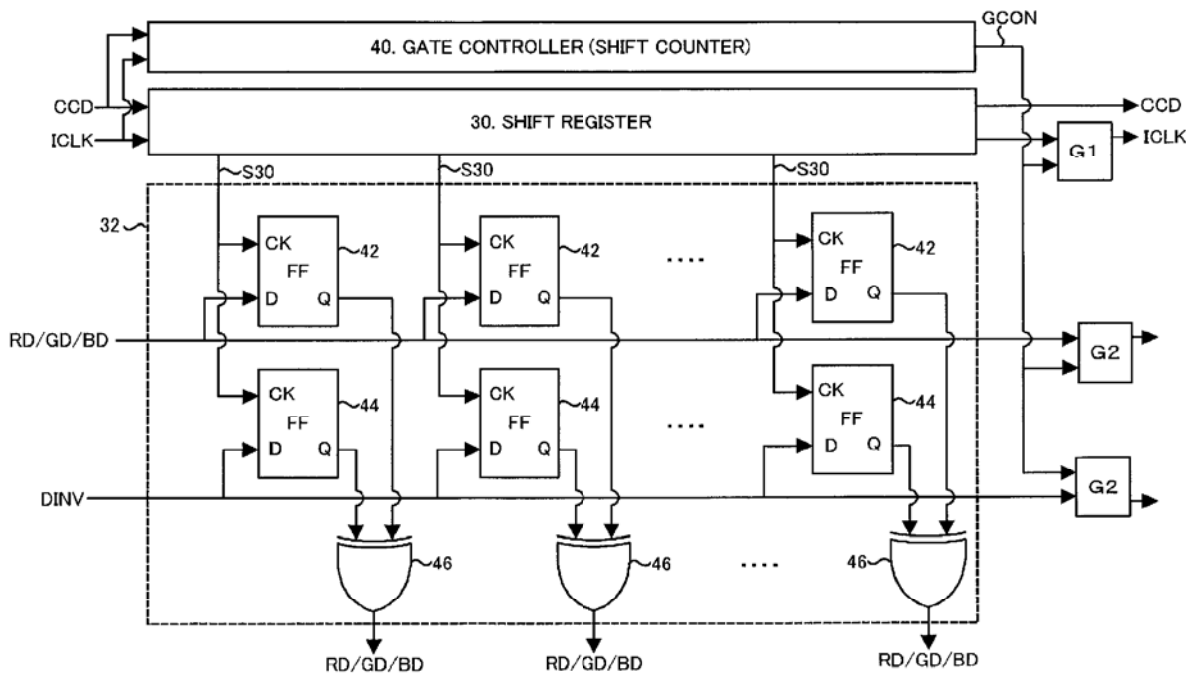 GCON
40. GATE CONTROLLER (SHIFT COUNTER)
CCD
ICLK
30. SHIFT REGISTER
CCD
ICLK
G1
S30
S30
S30
32
CK
FF
D
Q
42
CK
FF
D
Q
42
....
CK
FF
D
Q
42
RD/GD/BD
G2
CK
FF
D
Q
44
CK
FF
D
Q
44
....
CK
FF
D
Q
44
DINV
G2
46
46
....
46
RD/GD/BD
RD/GD/BD
RD/GD/BD